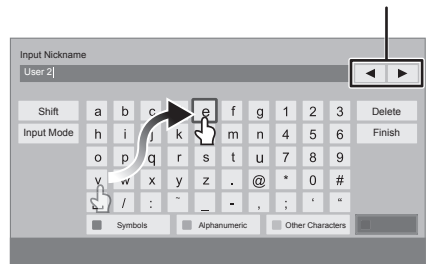 Input Nickname
User 2
Shift a b c e f g 1 2 3 Delete
Input Mode h i j k m n 4 5 6 Finish
o p q r s t u 7 8 9
v w x y z . @ * 0 #
/ : ~ _ - , ; ‘ “
Symbols Alphanumeric Other Characters